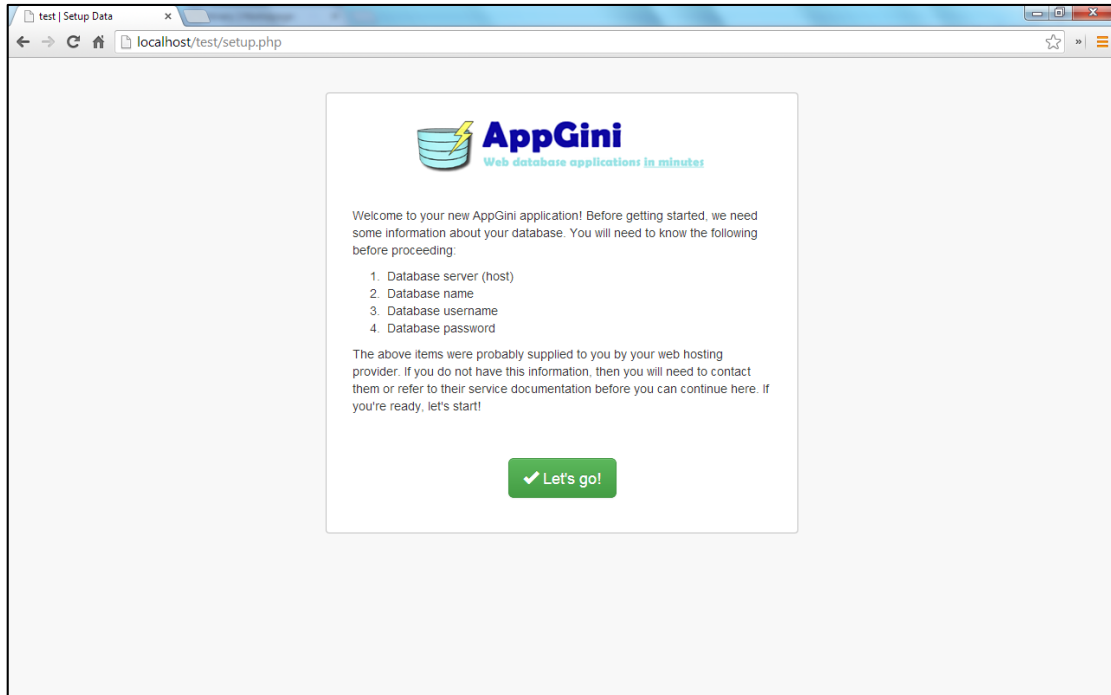 test | Setup Data
localhost/test/setup.php
AppGini
Web database applications in minutes
Welcome to your new AppGini application! Before getting started, we need
some information about your database. You will need to know the following
before proceeding:
1. Database server (host)
2. Database name
3. Database username
4. Database password
The above items were probably supplied to you by your web hosting
provider. If you do not have this information, then you will need to contact
them or refer to their service documentation before you can continue here. If
you're ready, let's start!
Let's go!